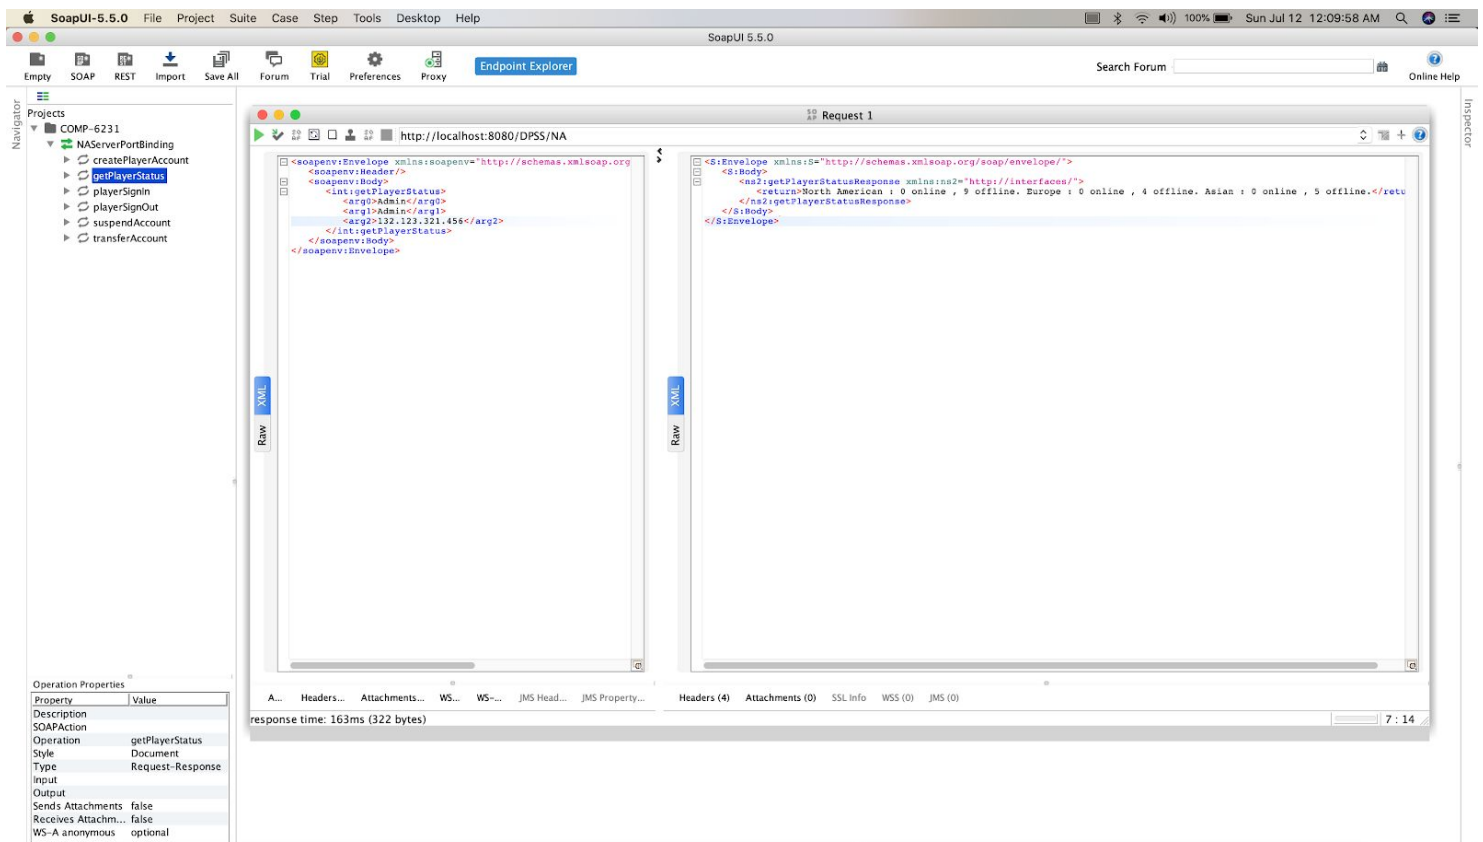 SoapUI-5.5.0 File Project Suite Case Step Tools Desktop Help 100% Sun Jul 12 12:09:58 AM
SoapUI 5.5.0
Empty SOAP REST Import Save All Forum Trial Preferences Proxy Endpoint Explorer Search Forum Online Help
Navigator
Projects
COMP-6231
NAServerPortBinding
createPlayerAccount
getPlayerStatus
playerSignIn
playerSignOut
suspendAccount
transferAccount
Operation Properties
Property Value
Description
SOAPAction
Operation getPlayerStatus
Style Document
Type Request-Response
Input
Output
Sends Attachments false
Receives Attachm... false
WS-A anonymous optional
Request 1
http://localhost:8080/DPSS/NA
<soapenv:Envelope xmlns:soapenv="http://schemas.xmlsoap.org
<soapenv:Header/>
<soapenv:Body>
<int:getPlayerStatus>
<arg0>Admin</arg0>
<arg1>Admin</arg1>
<arg2>132.123.321.456</arg2>
</int:getPlayerStatus>
</soapenv:Body>
</soapenv:Envelope>
XML
Raw
A... Headers... Attachments... WS... WS-... JMS Head... JMS Property...
<S:Envelope xmlns:S="http://schemas.xmlsoap.org/soap/envelope/">
<S:Body>
<ns2:getPlayerStatusResponse xmlns:ns2="http://interfaces/">
<return>North American : 0 online , 9 offline. Europe : 0 online , 4 offline. Asian : 0 online , 5 offline.</retu
</ns2:getPlayerStatusResponse>
</S:Body>
</S:Envelope>
XML
Raw
Headers (4) Attachments (0) SSL Info WSS (0) JMS (0)
response time: 163ms (322 bytes)
7 : 14
Inspector